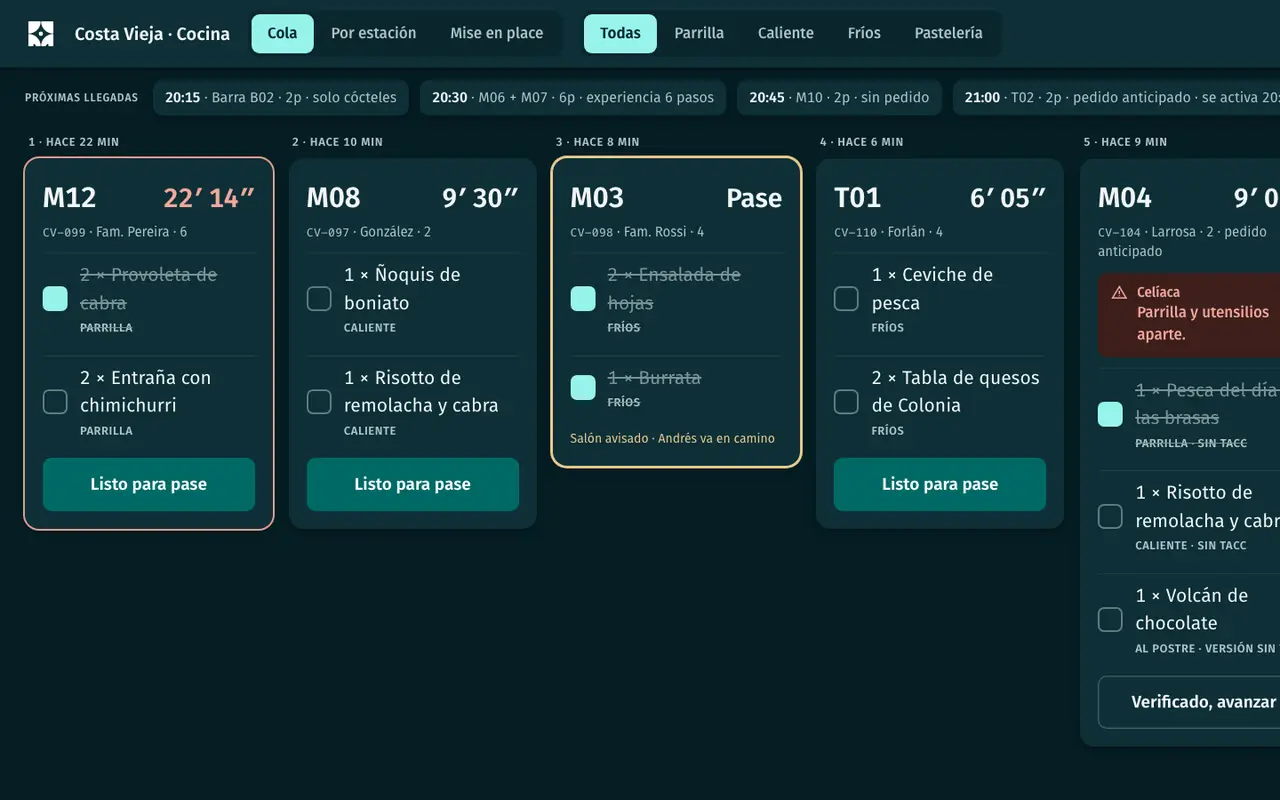 Costa Vieja · Cocina
Cola
Por estación
Mise en place
Todas
Parrilla
Caliente
Fríos
Pastelería
PRÓXIMAS LLEGADAS
20:15 · Barra B02 · 2p · solo cócteles
20:30 · M06 + M07 · 6p · experiencia 6 pasos
20:45 · M10 · 2p · sin pedido
21:00 · T02 · 2p · pedido anticipado · se activa 20:
1 · HACE 22 MIN
M12
22′ 14″
CV-099 · Fam. Pereira · 6
2 × Provoleta de
cabra
PARRILLA
2 × Entraña con
chimichurri
PARRILLA
Listo para pase
2 · HACE 10 MIN
M08
9′ 30″
CV-097 · González · 2
1 × Ñoquis de
boniato
CALIENTE
1 × Risotto de
remolacha y cabra
CALIENTE
Listo para pase
3 · HACE 8 MIN
M03
Pase
CV-098 · Fam. Rossi · 4
2 × Ensalada de
hojas
FRÍOS
1 × Burrata
FRÍOS
Salón avisado · Andrés va en camino
4 · HACE 6 MIN
T01
6′ 05″
CV-110 · Forlán · 4
1 × Ceviche de
pesca
FRÍOS
2 × Tabla de quesos
de Colonia
FRÍOS
Listo para pase
5 · HACE 9 MIN
M04
9′ 0
CV-104 · Larrosa · 2 · pedido
anticipado
Celíaca
Parrilla y utensilios
aparte.
1 × Pesca del día
las brasas
PARRILLA · SIN TACC
1 × Risotto de
remolacha y cabr
CALIENTE · SIN TACC
1 × Volcán de
chocolate
AL POSTRE · VERSIÓN SIN
Verificado, avanzar